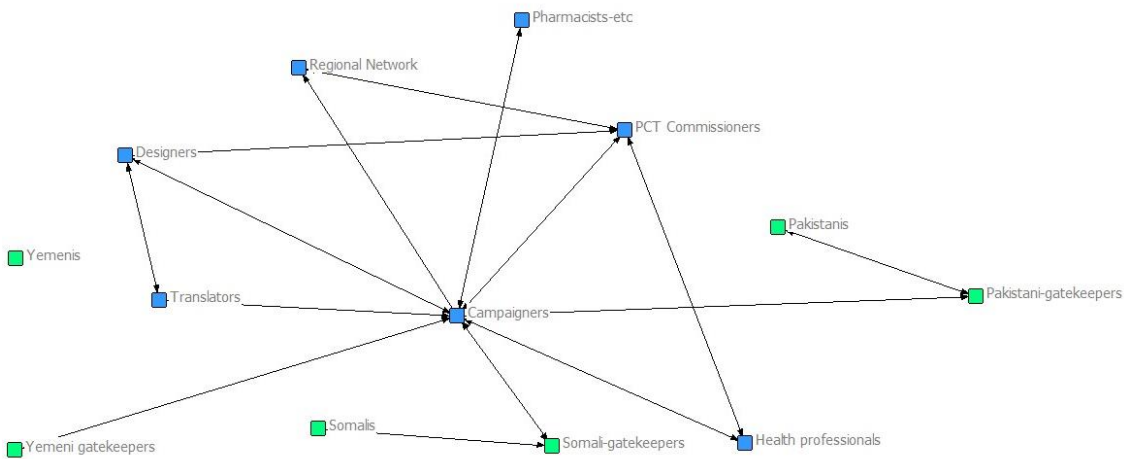 Pharmacists-etc
Regional Network
PCT Commissioners
Designers
Pakistanis
Yemenis
Translators
Pakistani-gatekeepers
Campaigners
Somalis
Health professionals
Somali-gatekeepers
Yemeni gatekeepers